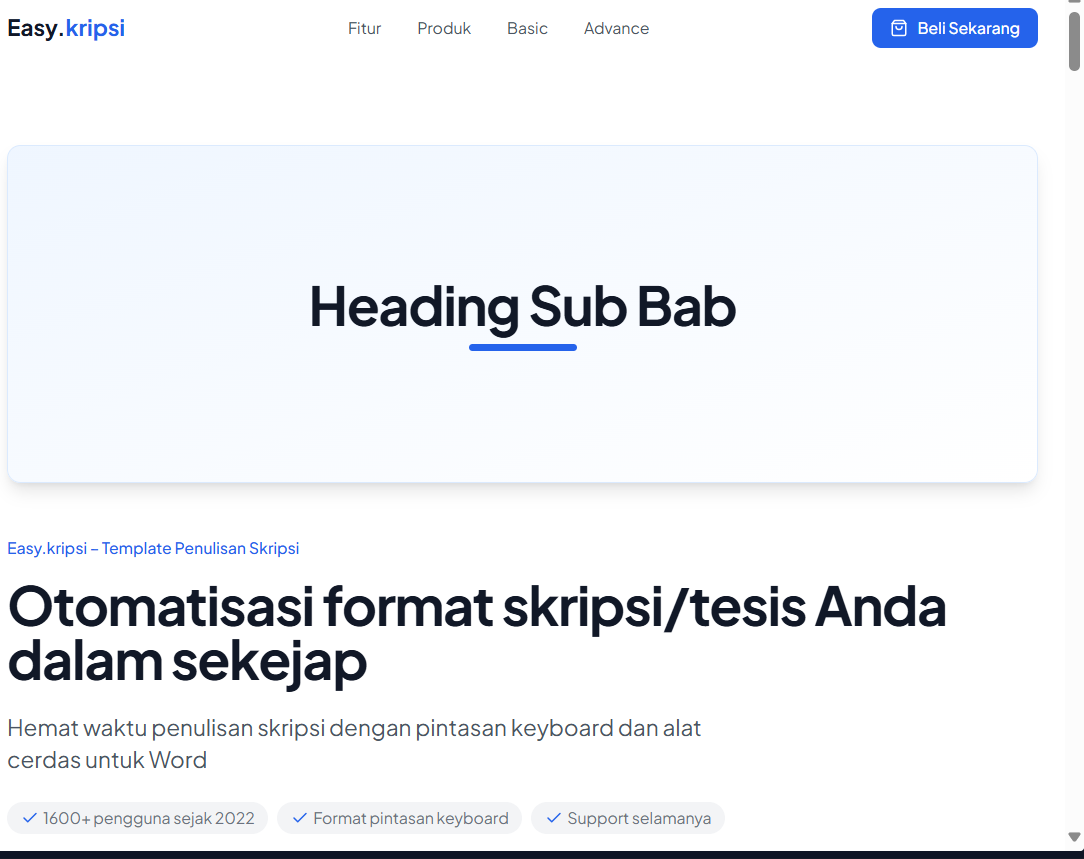 Easy.kripsi
Fitur
Produk
Basic
Advance
Beli Sekarang
Heading Sub Bab
Easy.kripsi – Template Penulisan Skripsi
Otomatisasi format skripsi/tesis Anda
dalam sekejap
Hemat waktu penulisan skripsi dengan pintasan keyboard dan alat
cerdas untuk Word
1600+ pengguna sejak 2022
Format pintasan keyboard
Support selamanya